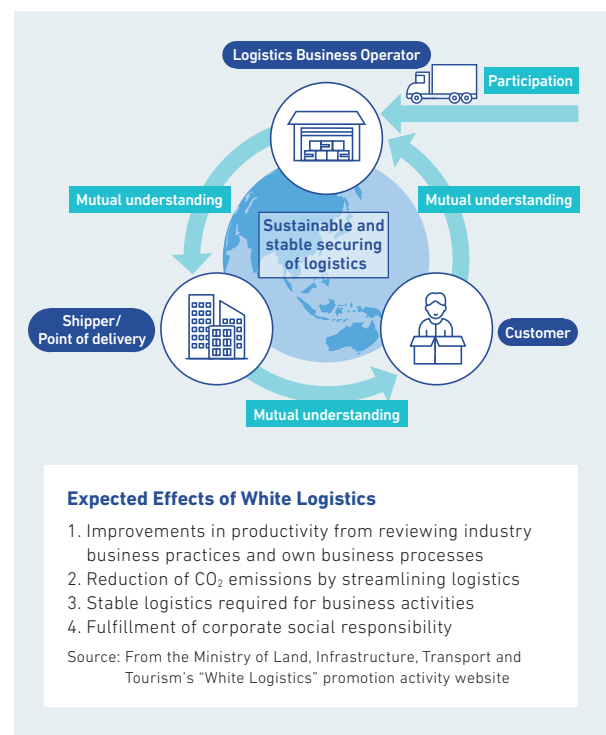 Logistics Business Operator
Participation
Mutual understanding
Mutual understanding
Sustainable and
stable securing
of logistics
Shipper/
Point of delivery
Customer
Mutual understanding
Expected Effects of White Logistics
1. Improvements in productivity from reviewing industry
business practices and own business processes
2. Reduction of CO₂ emissions by streamlining logistics
3. Stable logistics required for business activities
4. Fulfillment of corporate social responsibility
Source: From the Ministry of Land, Infrastructure, Transport and
Tourism’s “White Logistics” promotion activity website